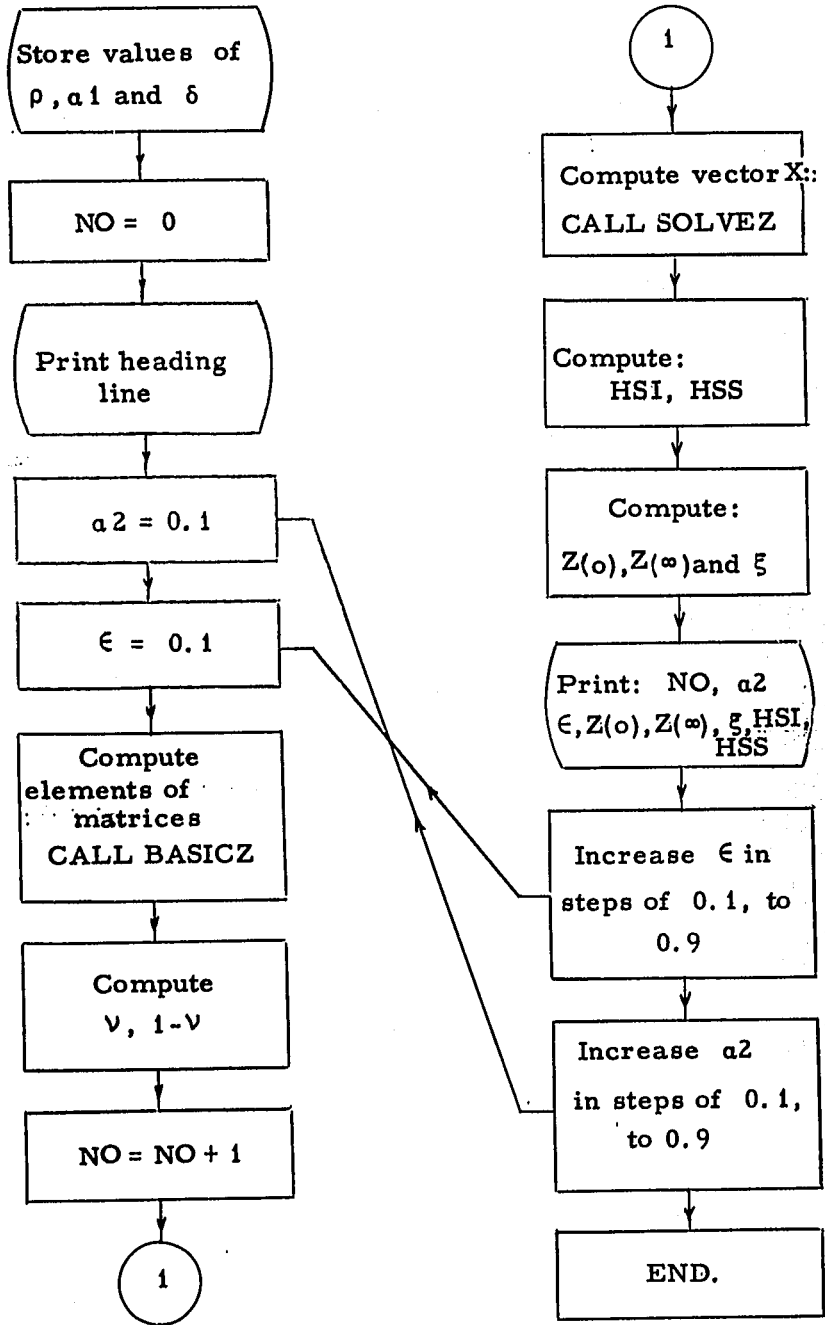 Store values of
ρ, α1 and δ
NO = 0
Print heading
line
α2 = 0.1
ϵ = 0.1
Compute
elements of
matrices
CALL BASICZ
Compute
ν, 1-ν
NO = NO + 1
1
1
Compute vector X::
CALL SOLVEZ
Compute:
HSI, HSS
Compute:
Z(o), Z(∞) and ξ
Print: NO, α2
ϵ, Z(o), Z(∞), ξ, HSI,
HSS
Increase ϵ in
steps of 0.1, to
0.9
Increase α2
in steps of 0.1,
to 0.9
END.